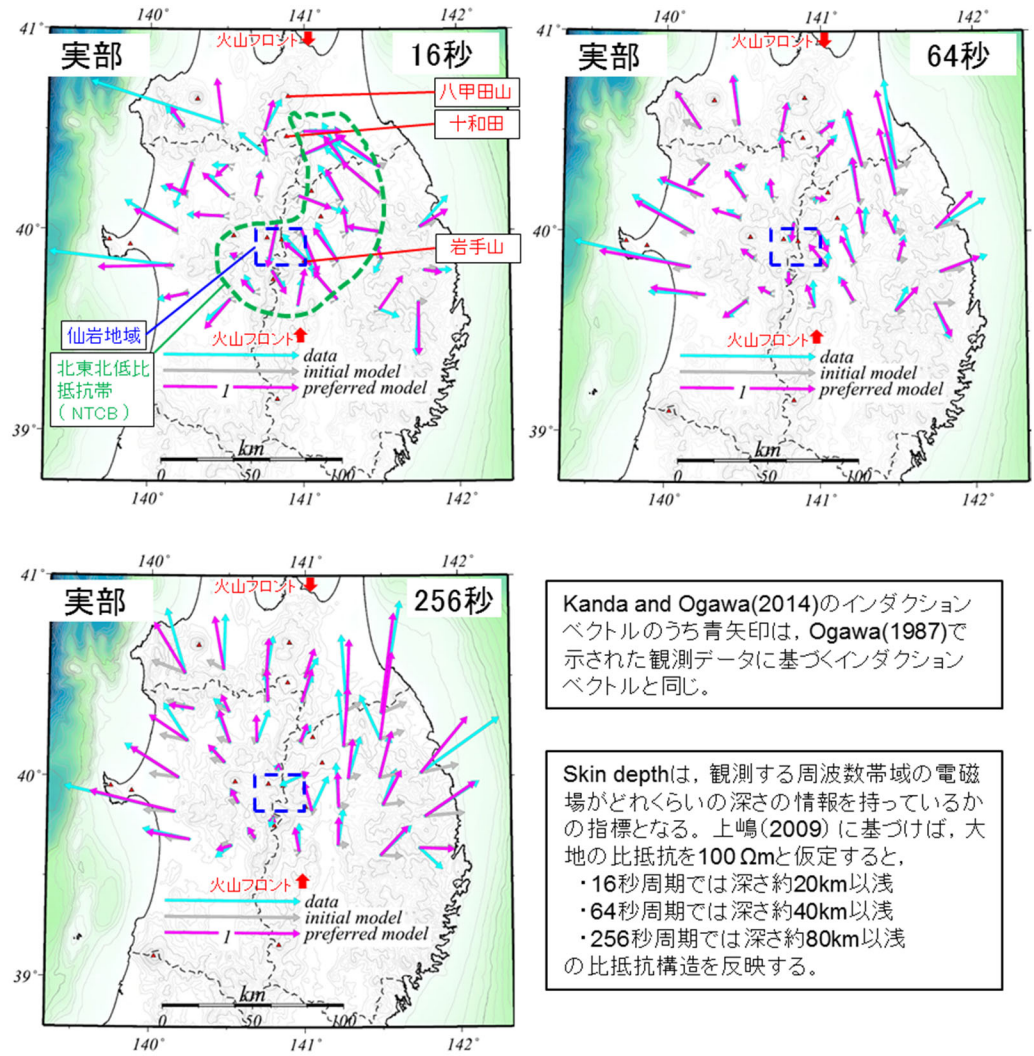 140° 141° 142°
41°
40°
39°
実部
火山フロント
16秒
八甲田山
十和田
岩手山
仙岩地域
北東北低比
抵抗帯
(NTCB)
火山フロント
data
initial model
1 preferred model
km
0 50 100
140° 141° 142°
140° 141° 142°
41°
40°
39°
実部
火山フロント
64秒
火山フロント
data
initial model
1 preferred model
km
0 50 100
140° 141° 142°
140° 141° 142°
41°
40°
39°
実部
火山フロント
256秒
火山フロント
data
initial model
1 preferred model
km
0 50 100
140° 141° 142°
Kanda and Ogawa(2014)のインダクション
ベクトルのうち青矢印は，Ogawa(1987)で
示された観測データに基づくインダクション
ベクトルと同じ。
Skin depthは，観測する周波数帯域の電磁
場がどれくらいの深さの情報を持っているか
の指標となる。上嶋(2009) に基づけば，大
地の比抵抗を100 Ωmと仮定すると，
・16秒周期では深さ約20km以浅
・64秒周期では深さ約40km以浅
・256秒周期では深さ約80km以浅
の比抵抗構造を反映する。